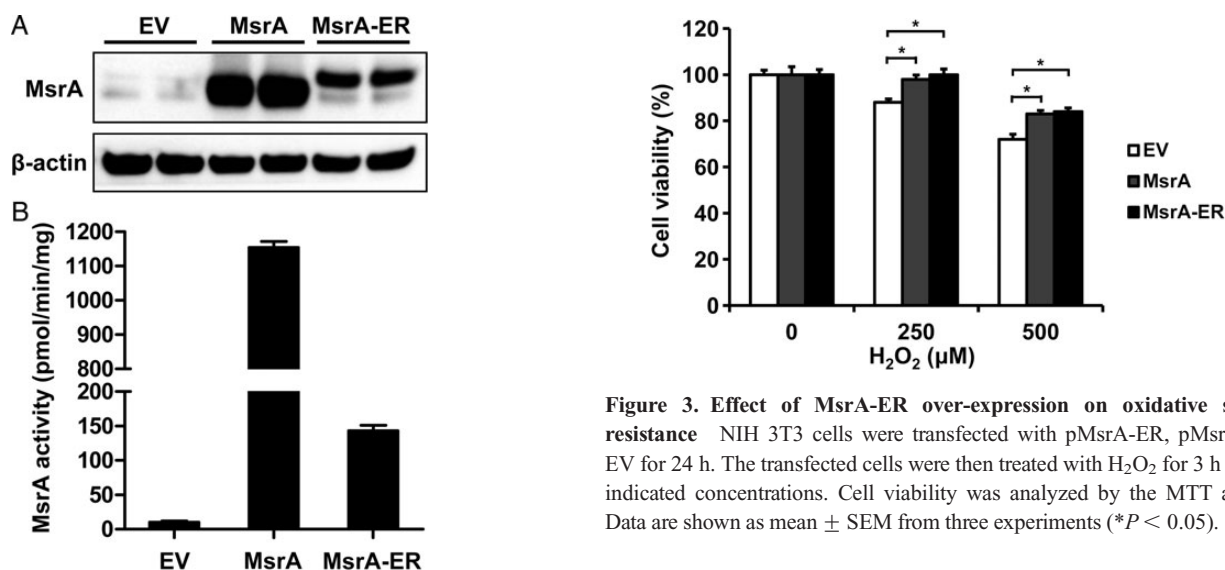 A
EV
MsrA
MsrA-ER
MsrA
β-actin
B
MsrA activity (pmol/min/mg)
1200
1100
1000
900
800
200
150
100
50
0
EV
MsrA
MsrA-ER
Cell viability (%)
120
100
80
60
40
20
0
*
*
*
*
EV
MsrA
MsrA-ER
0
250
500
H₂O₂ (μM)
Figure 3. Effect of MsrA-ER over-expression on oxidative s
resistance NIH 3T3 cells were transfected with pMsrA-ER, pMsr
EV for 24 h. The transfected cells were then treated with H₂O₂ for 3 h
indicated concentrations. Cell viability was analyzed by the MTT a
Data are shown as mean ± SEM from three experiments (*P < 0.05).